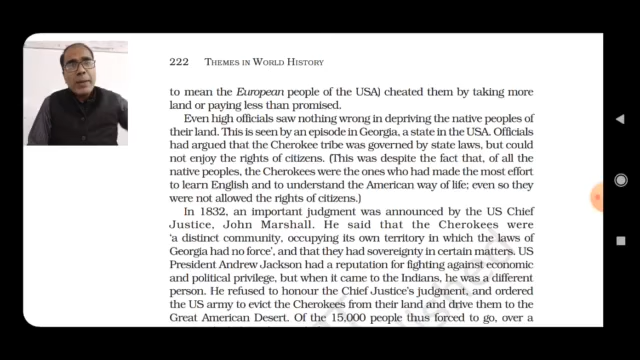 222 THEMES IN WORLD HISTORY
to mean the European people of the USA) cheated them by taking more
land or paying less than promised.
Even high officials saw nothing wrong in depriving the native peoples of
their land. This is seen by an episode in Georgia, a state in the USA. Officials
had argued that the Cherokee tribe was governed by state laws, but could
not enjoy the rights of citizens. (This was despite the fact that, of all the
native peoples, the Cherokees were the ones who had made the most effort
to learn English and to understand the American way of life; even so they
were not allowed the rights of citizens.)
In 1832, an important judgment was announced by the US Chief
Justice, John Marshall. He said that the Cherokees were
‘a distinct community, occupying its own territory in which the laws of
Georgia had no force’, and that they had sovereignty in certain matters. US
President Andrew Jackson had a reputation for fighting against economic
and political privilege, but when it came to the Indians, he was a different
person. He refused to honour the Chief Justice’s judgment, and ordered
the US army to evict the Cherokees from their land and drive them to the
Great American Desert. Of the 15,000 people thus forced to go, over a